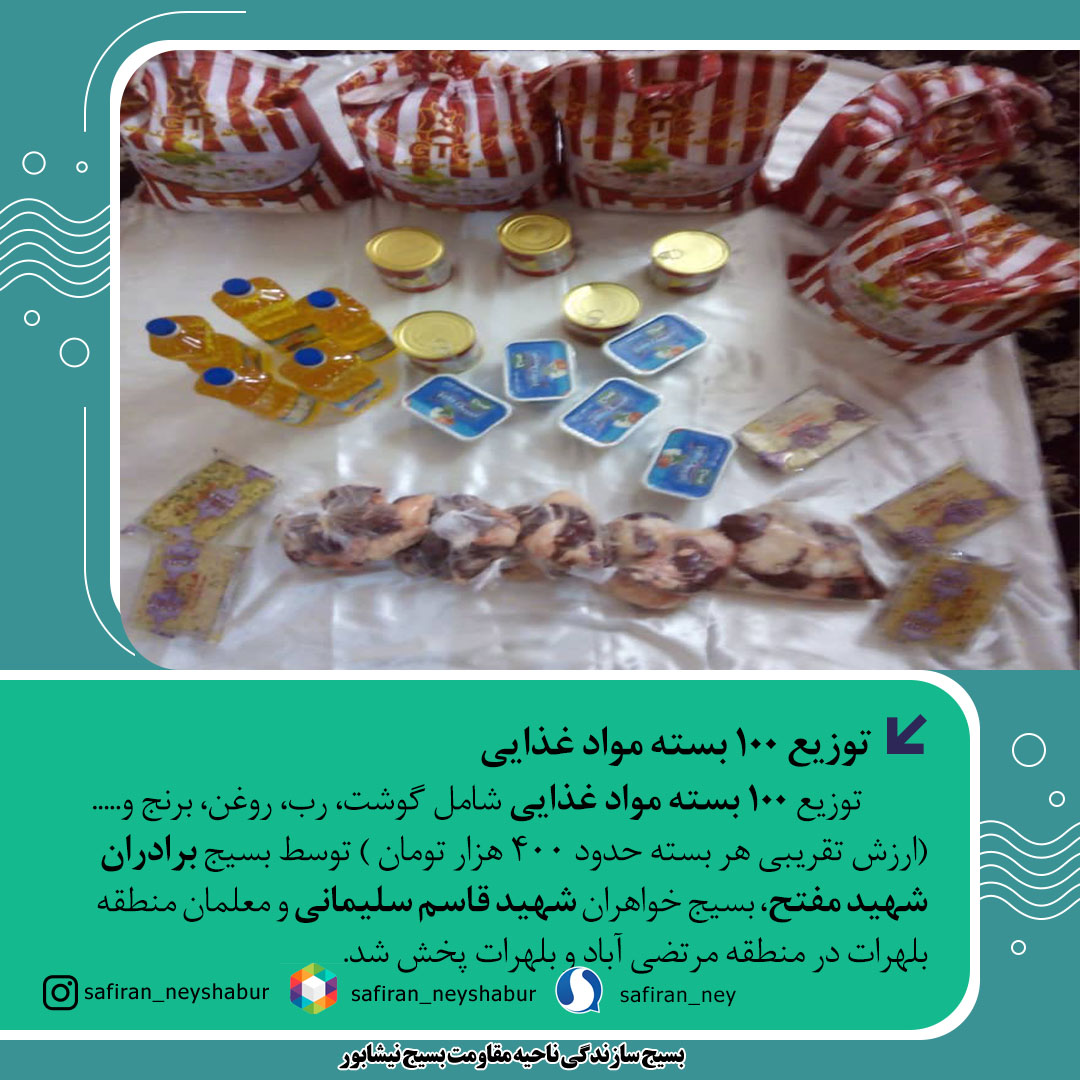 توزیع ۱۰۰ بسته مواد غذایی
توزیع ۱۰۰ بسته مواد غذایی شامل گوشت، رب، روغن، برنج و.....
(ارزش تقریبی هر بسته حدود ۴۰۰ هزار تومان ) توسط بسیج برادران
شهید مفتح، بسیج خواهران شهید قاسم سلیمانی و معلمان منطقه
بلهرات در منطقه مرتضی آباد و بلهرات پخش شد.
safiran_neyshabur safiran_neyshabur safiran_ney
بسیج سازندگی ناحیه مقاومت بسیج نیشابور